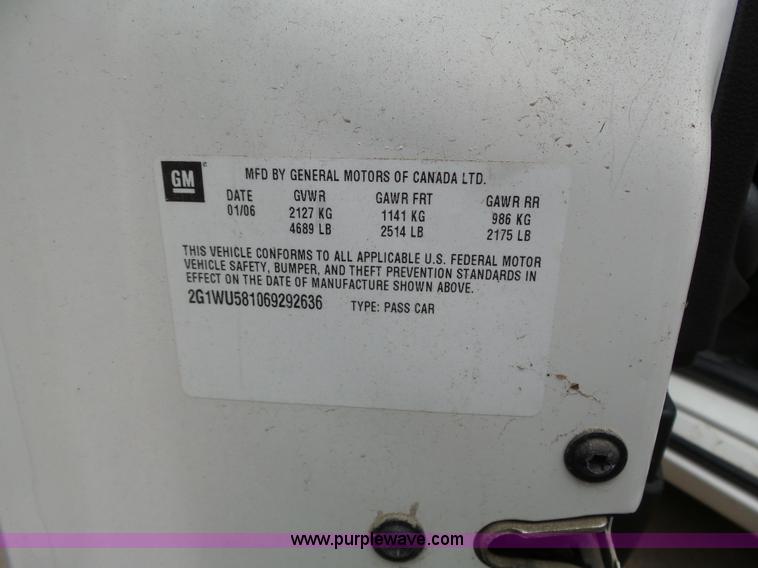 GM
MFD BY GENERAL MOTORS OF CANADA LTD.
DATE GVWR GAWR FRT GAWR RR
01/06 2127 KG 1141 KG 986 KG
4689 LB 2514 LB 2175 LB
THIS VEHICLE CONFORMS TO ALL APPLICABLE U.S. FEDERAL MOTOR
VEHICLE SAFETY, BUMPER, AND THEFT PREVENTION STANDARDS IN
EFFECT ON THE DATE OF MANUFACTURE SHOWN ABOVE.
2G1WU581069292636 TYPE: PASS CAR
www.purplewave.com